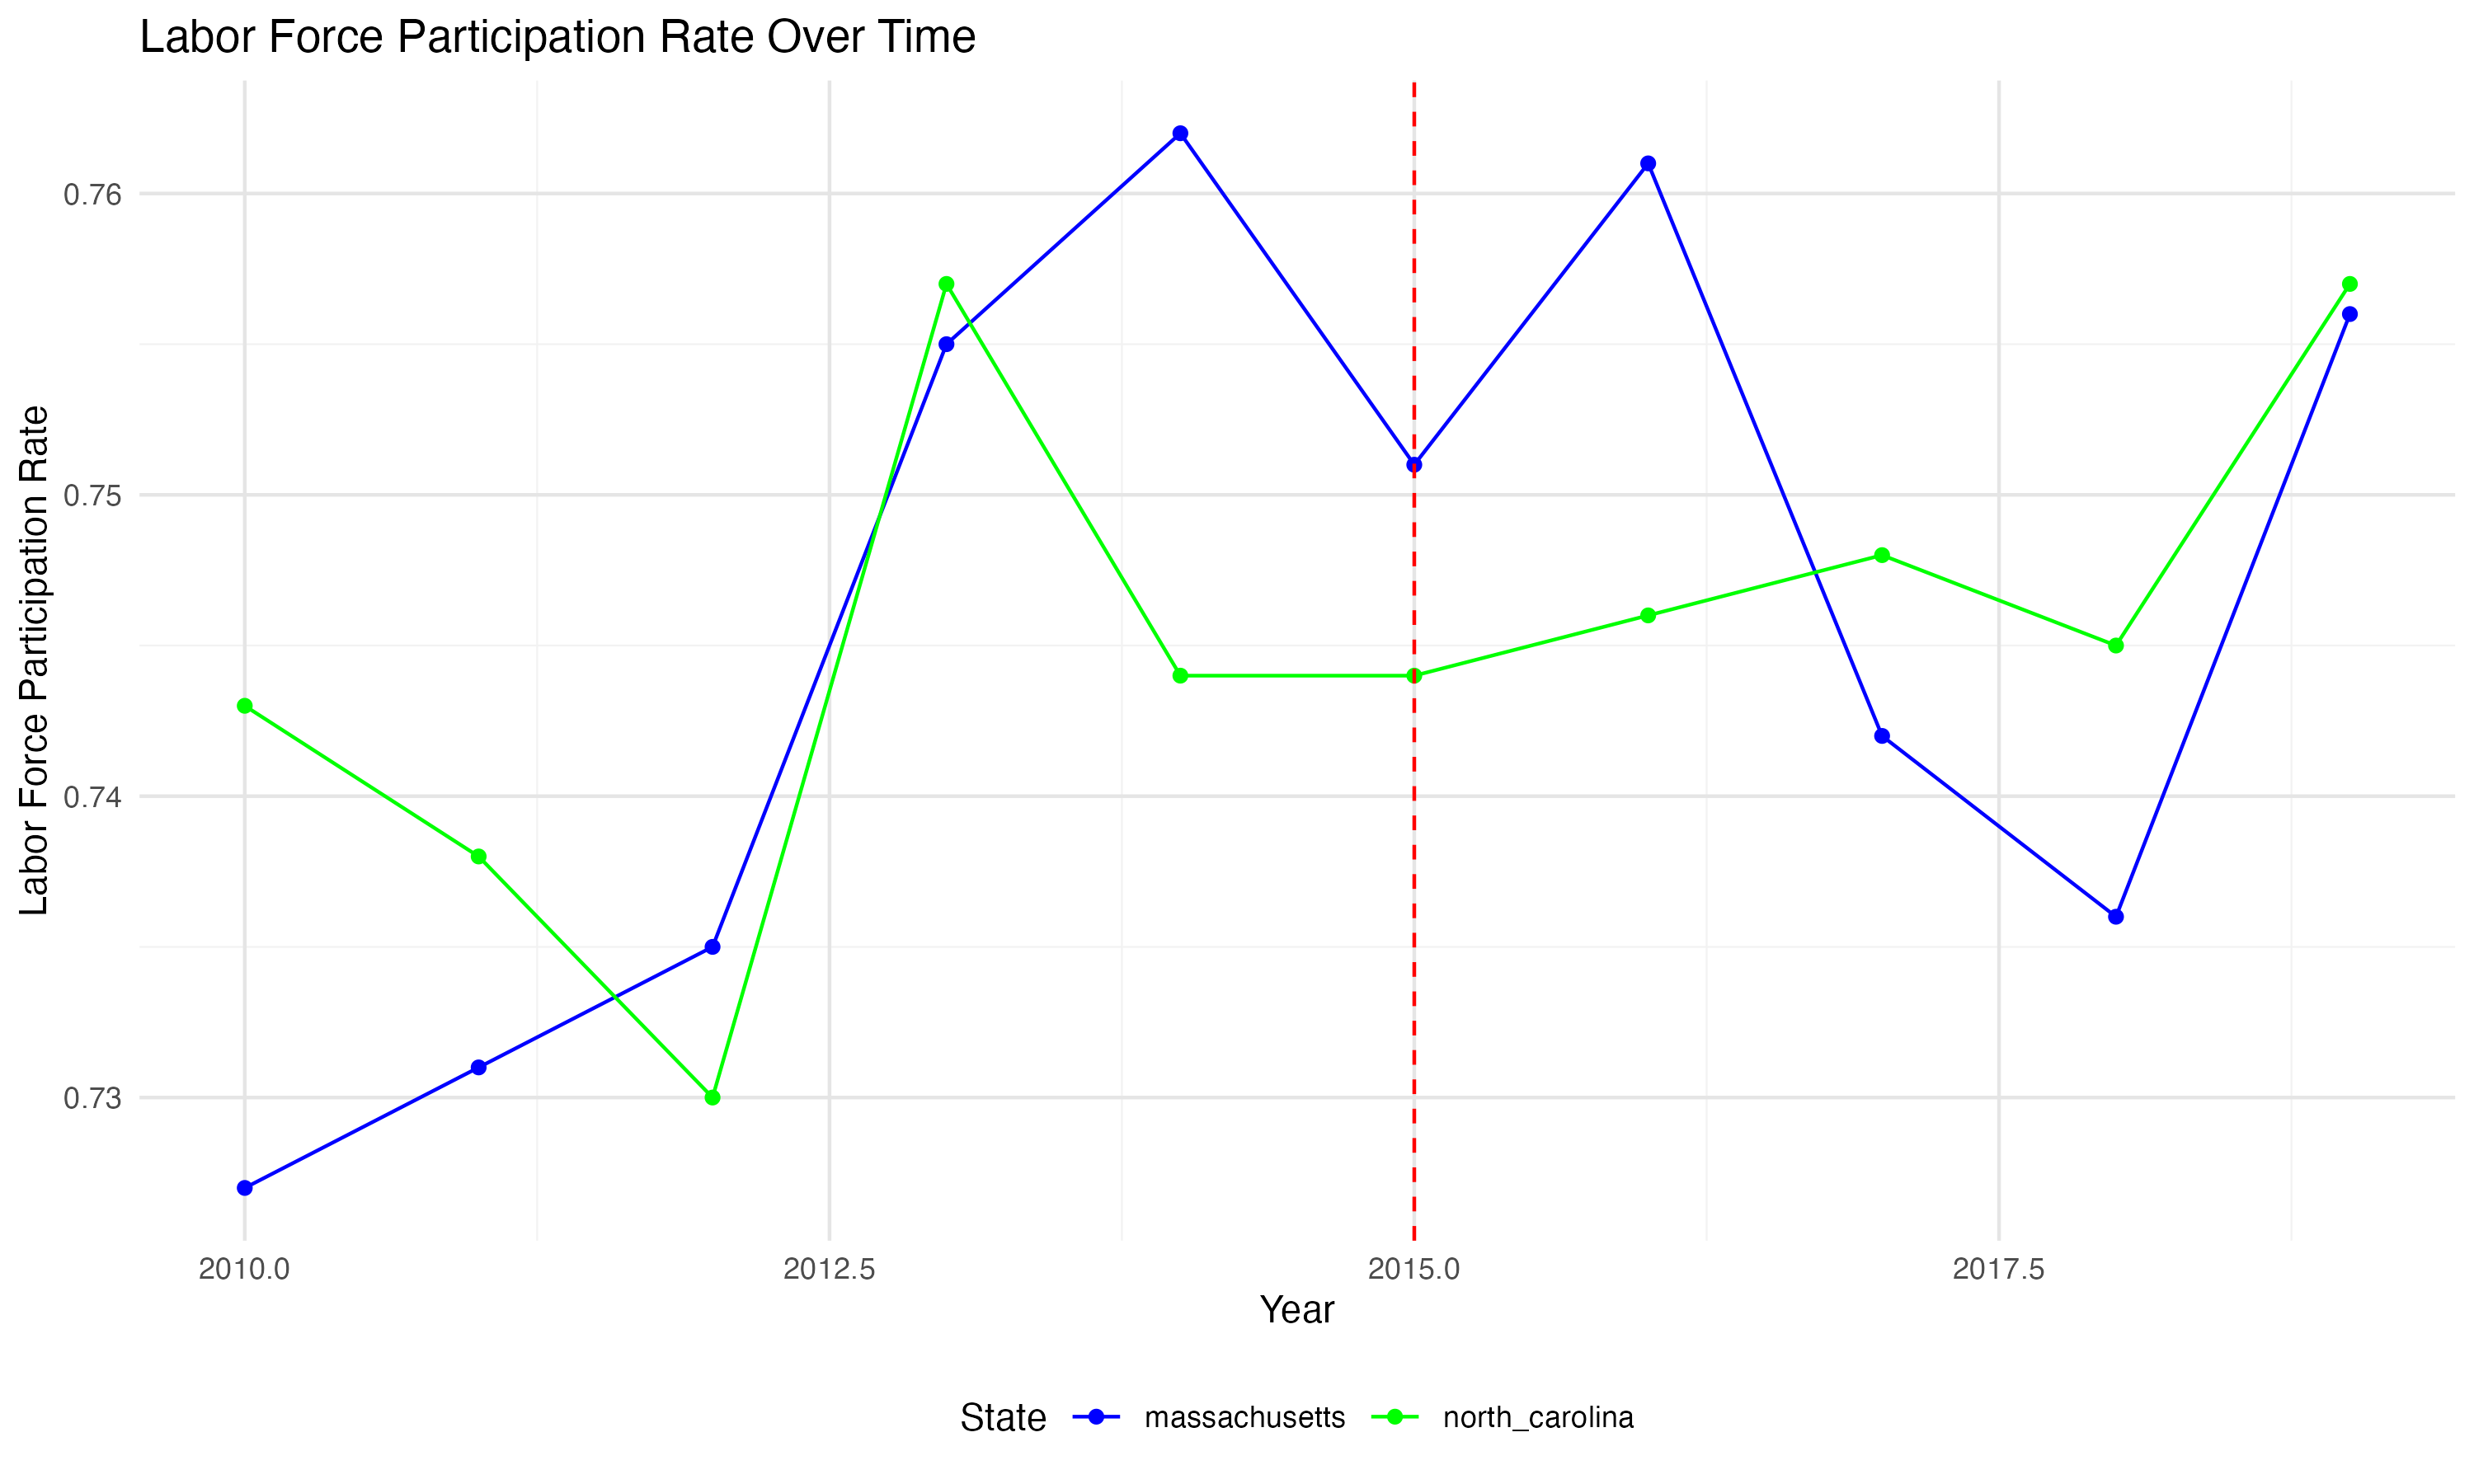 Labor Force Participation Rate Over Time
Labor Force Participation Rate
0.76
0.75
0.74
0.73
2010.0 2012.5 2015.0 2017.5
Year
State massachusetts north_carolina